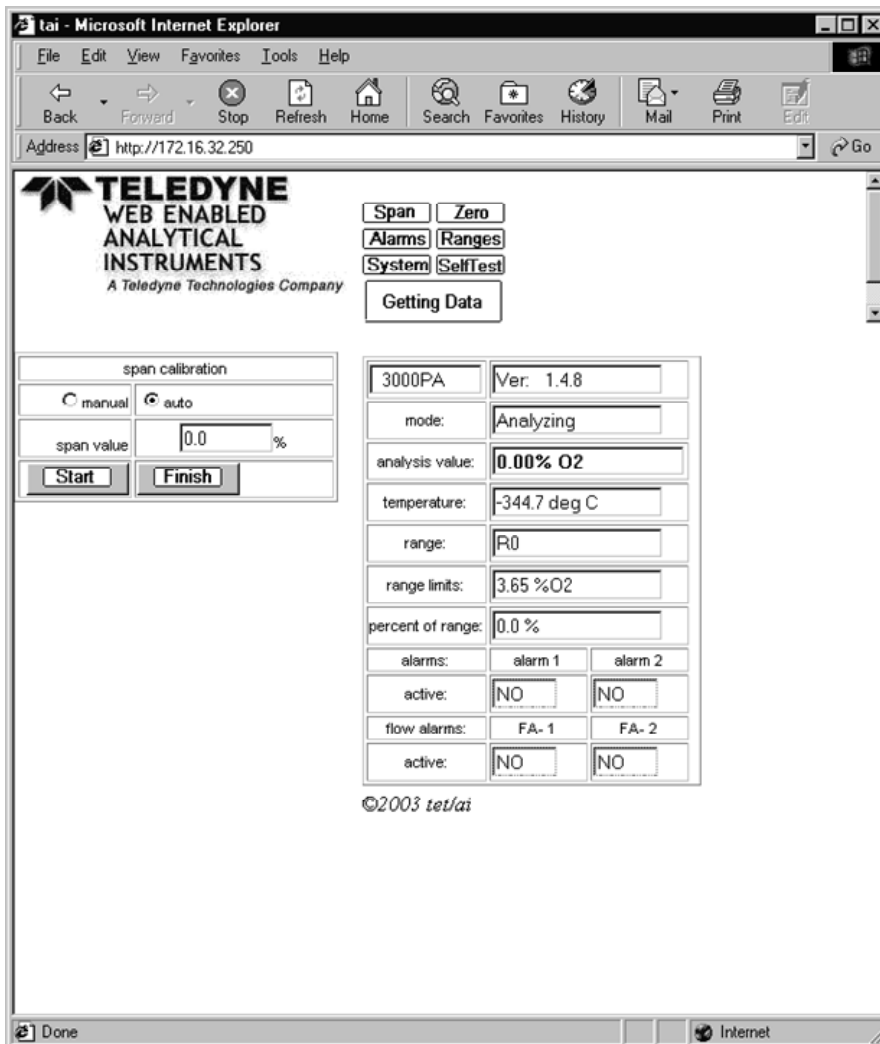 tai - Microsoft Internet Explorer
File Edit View Favorites Tools Help
Back Forward Stop Refresh Home Search Favorites History Mail Print Edit
Address http://172.16.32.250 Go
TELEDYNE
WEB ENABLED
ANALYTICAL
INSTRUMENTS
A Teledyne Technologies Company
Span Zero
Alarms Ranges
System SelfTest
Getting Data
span calibration
manual auto
span value 0.0 %
Start Finish
3000PA Ver: 1.4.8
mode: Analyzing
analysis value: 0.00% O2
temperature: -344.7 deg C
range: R0
range limits: 3.65 %O2
percent of range: 0.0 %
alarms: alarm 1 alarm 2
active: NO NO
flow alarms: FA- 1 FA- 2
active: NO NO
©2003 tet/ai
Done Internet